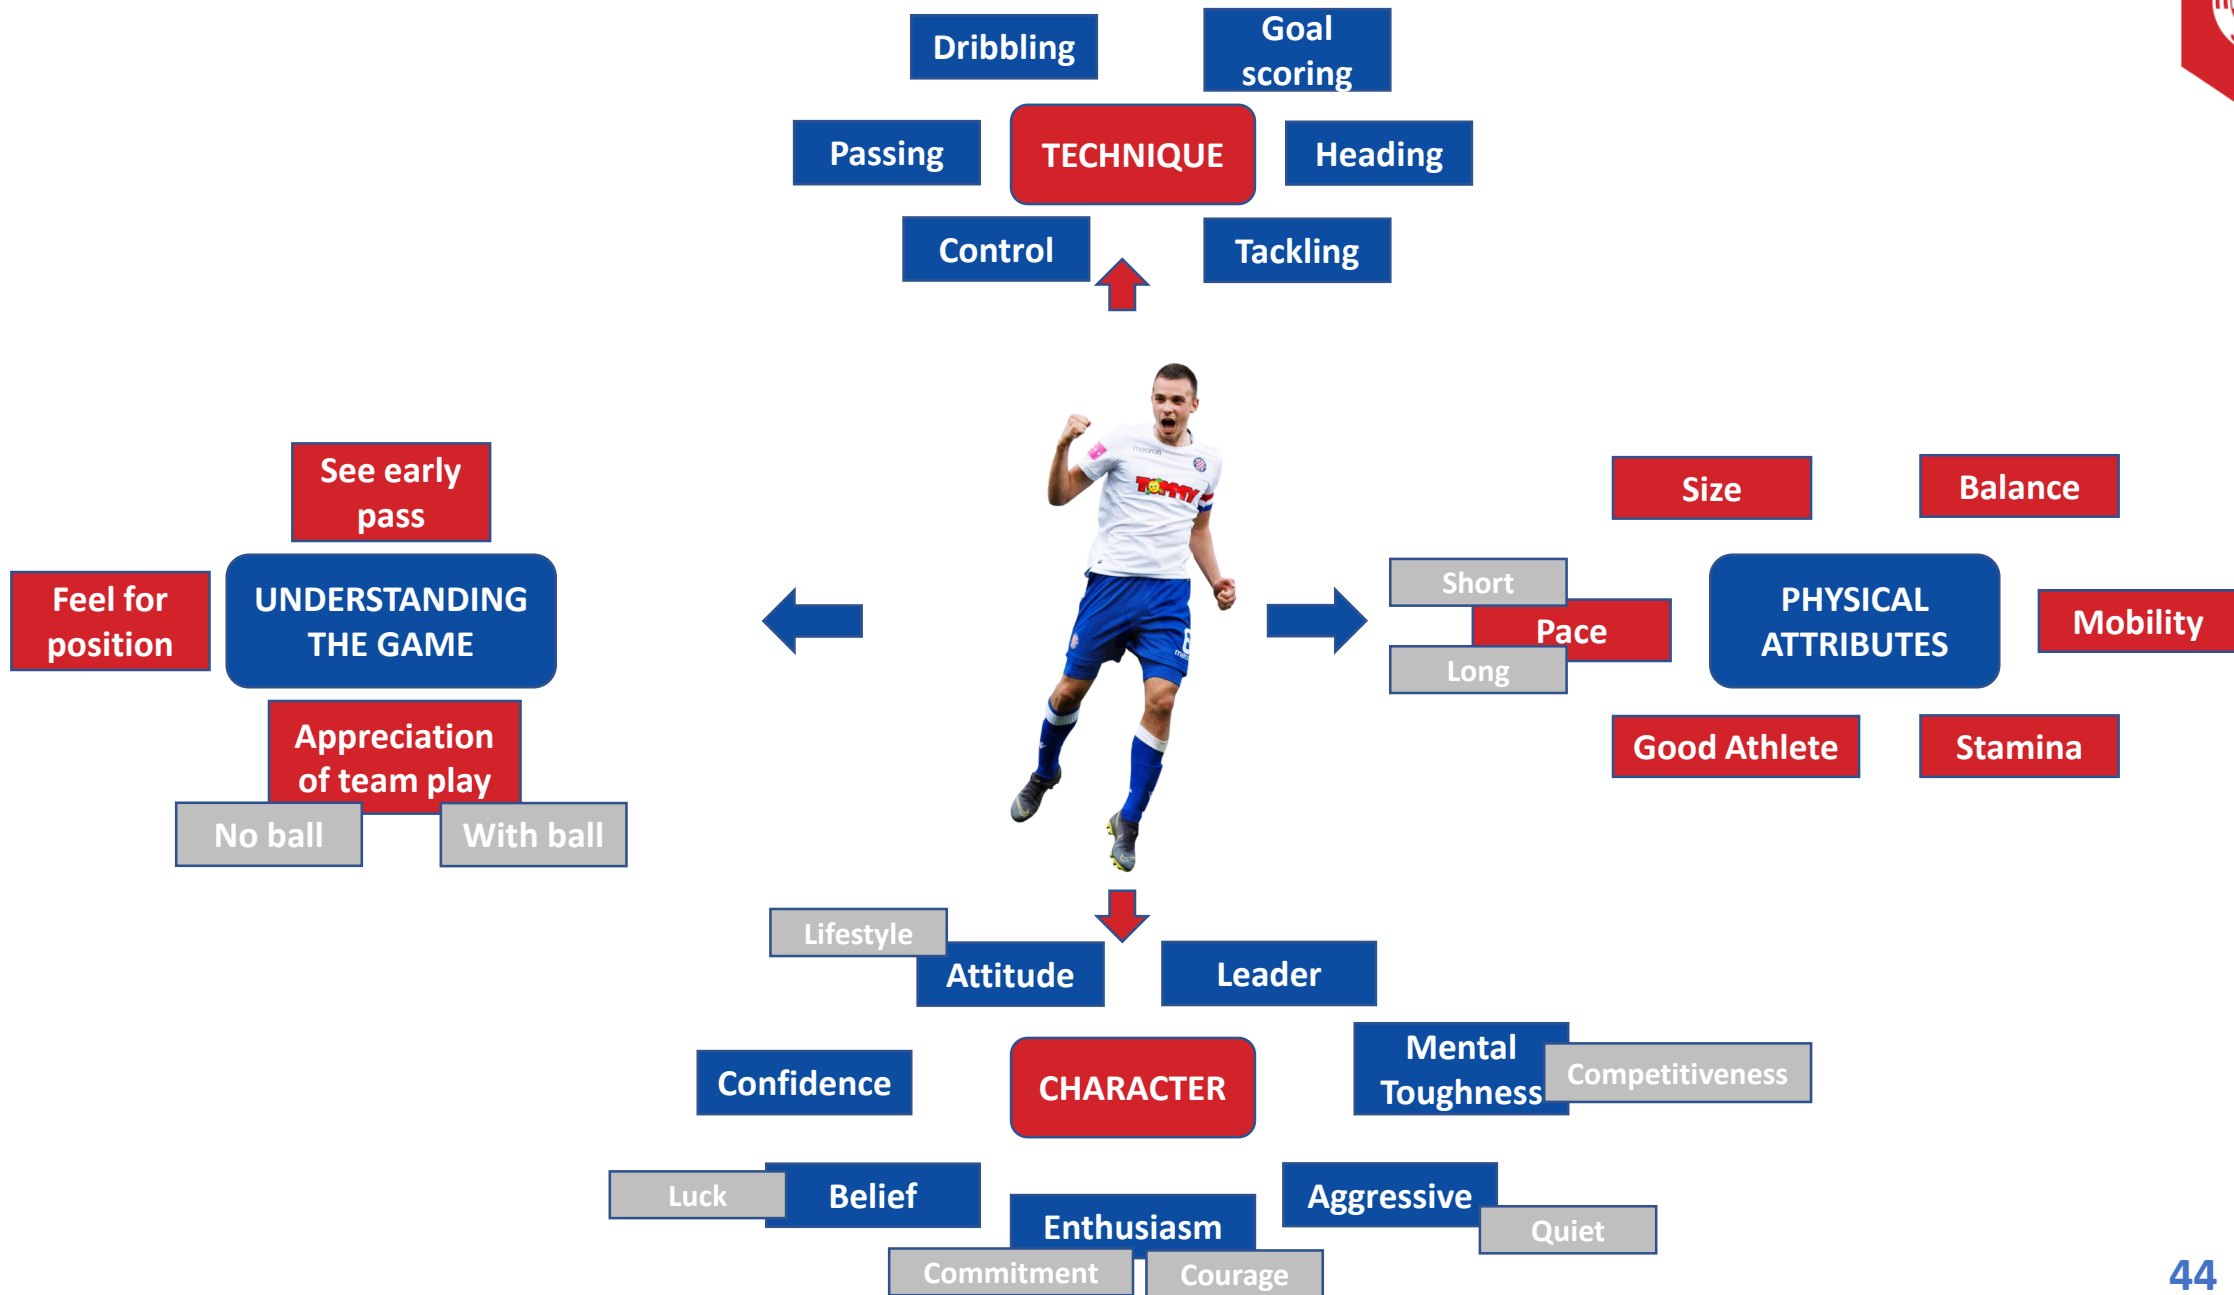 Dribbling
Goal
scoring
Passing
TECHNIQUE
Heading
Control
Tackling
macron
TOMMY
See early
pass
Feel for
position
UNDERSTANDING
THE GAME
Appreciation
of team play
No ball
With ball
Size
Balance
Short
Pace
Long
PHYSICAL
ATTRIBUTES
Mobility
Good Athlete
Stamina
Lifestyle
Attitude
Leader
Confidence
CHARACTER
Mental
Toughness
Competitiveness
Luck
Belief
Enthusiasm
Aggressive
Quiet
Commitment
Courage
44